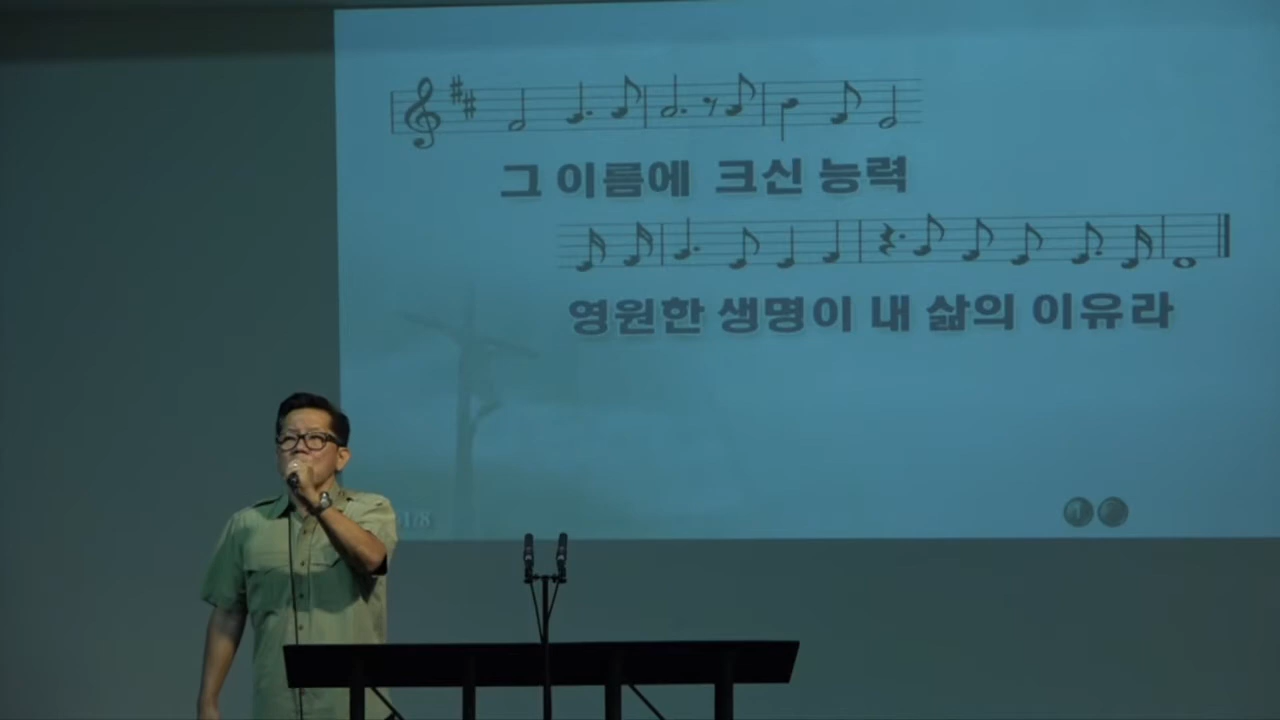 그 이름에 크신 능력
영원한 생명이 내 삶의 이유라